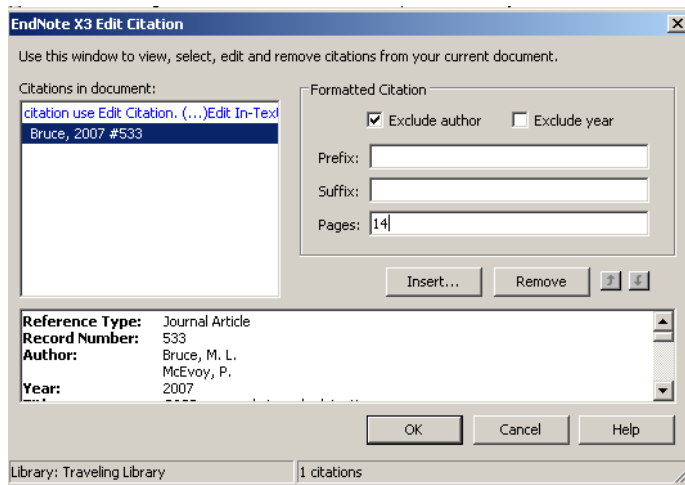 EndNote X3 Edit Citation
Use this window to view, select, edit and remove citations from your current document.
Citations in document:
citation use Edit Citation. (...)Edit In-Text
Bruce, 2007 #533
Formatted Citation
Exclude author
Exclude year
Prefix:
Suffix:
Pages: 14
Insert...
Remove
Reference Type: Journal Article
Record Number: 533
Author: Bruce, M. L.
McEvoy, P.
Year: 2007
OK
Cancel
Help
Library: Traveling Library
1 citations